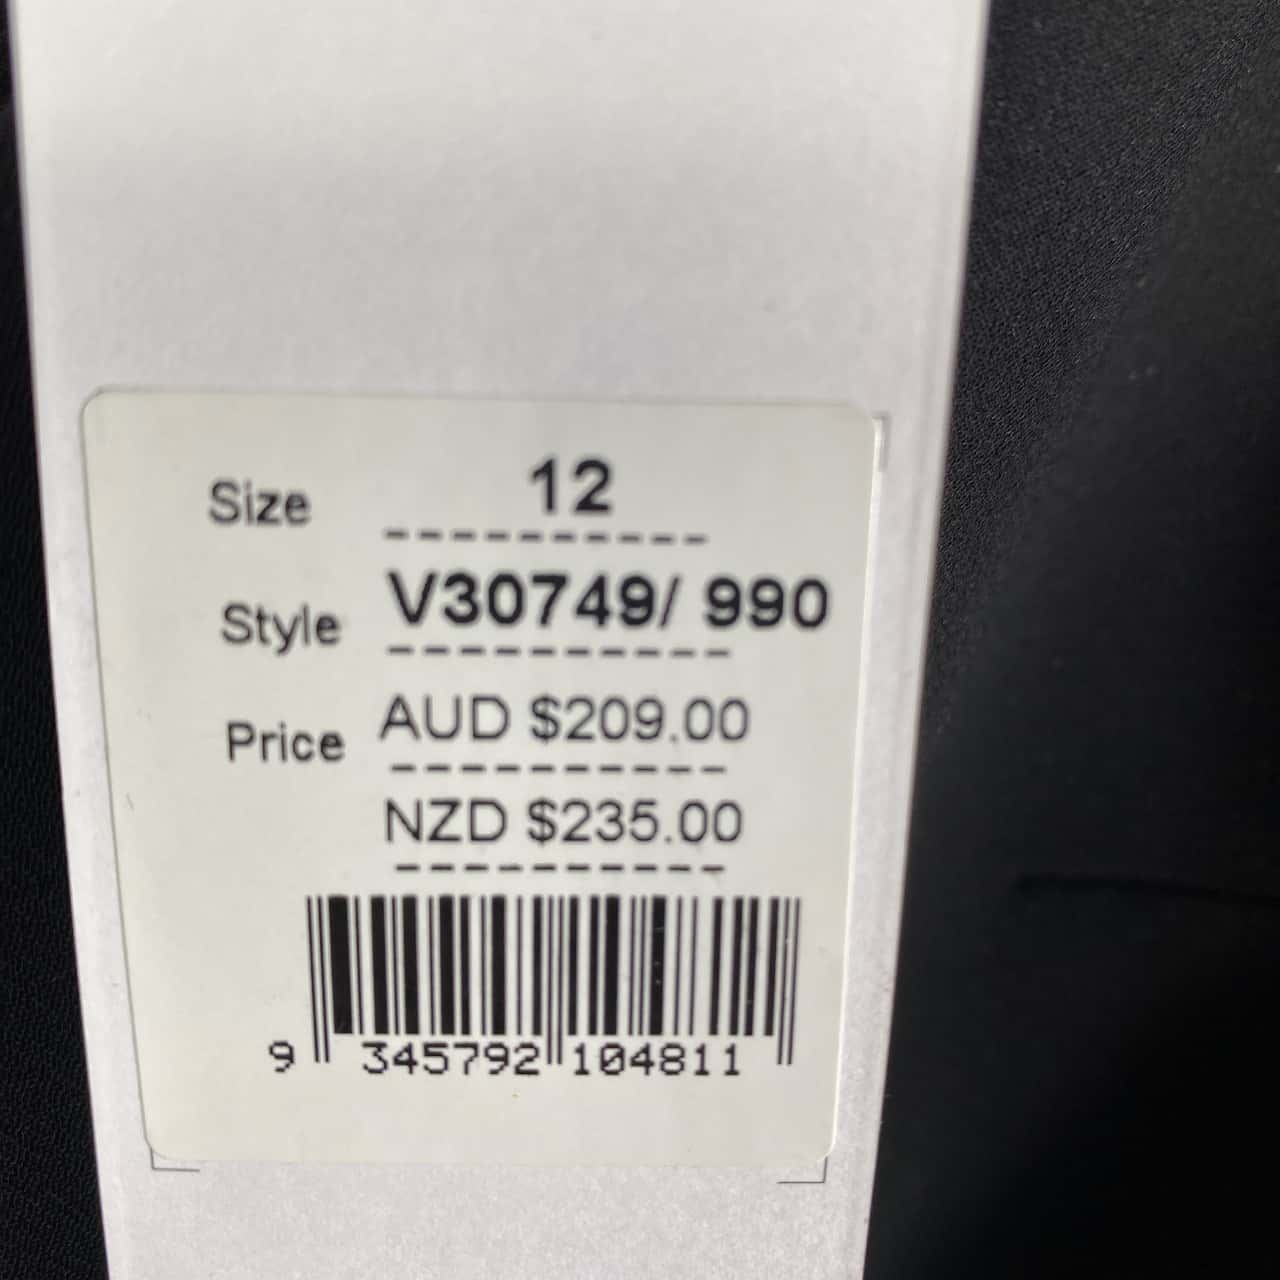 Size 12
Style V30749/ 990
Price AUD $209.00
NZD $235.00
9 345792 104811